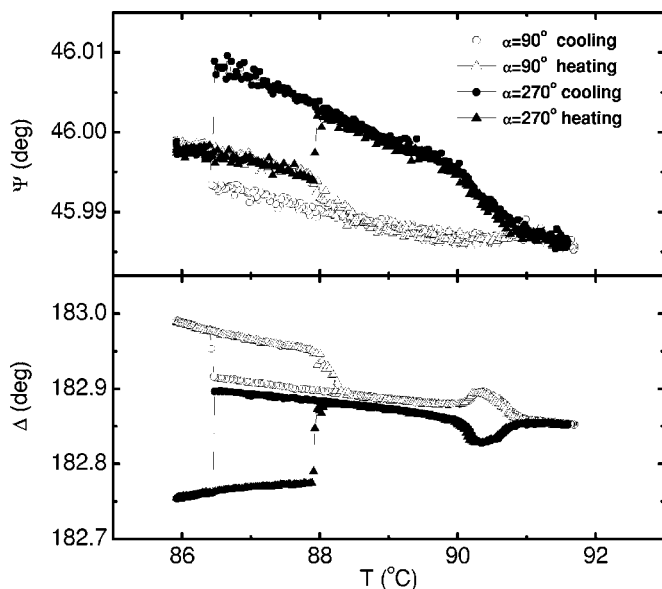 46.01
46.00
45.99
Ψ (deg)
α=90° cooling
α=90° heating
α=270° cooling
α=270° heating
183.0
182.9
182.8
182.7
Δ (deg)
86 88 90 92
T (°C)